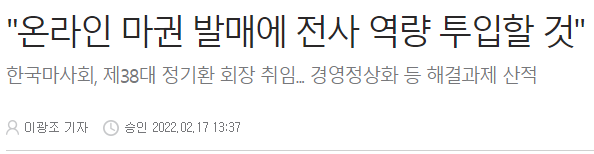 "온라인 마권 발매에 전사 역량 투입할 것"
한국마사회, 제38대 정기환 회장 취임... 경영정상화 등 해결과제 산적
이광조 기자 승인 2022.02.17 13:37